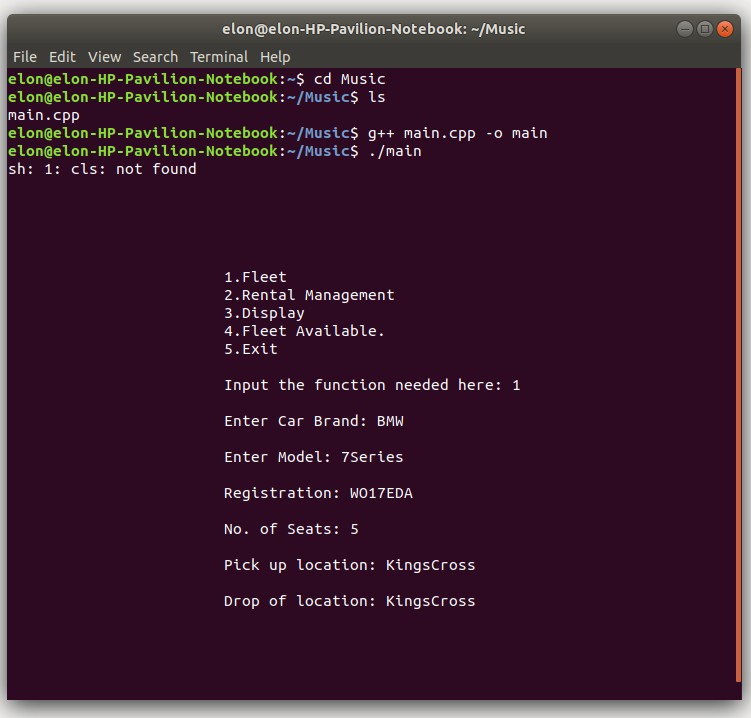 elon@elon-HP-Pavilion-Notebook: ~/Music
File Edit View Search Terminal Help
elon@elon-HP-Pavilion-Notebook:~$ cd Music
elon@elon-HP-Pavilion-Notebook:~/Music$ ls
main.cpp
elon@elon-HP-Pavilion-Notebook:~/Music$ g++ main.cpp -o main
elon@elon-HP-Pavilion-Notebook:~/Music$ ./main
sh: 1: cls: not found
1.Fleet
2.Rental Management
3.Display
4.Fleet Available.
5.Exit
Input the function needed here: 1
Enter Car Brand: BMW
Enter Model: 7Series
Registration: WO17EDA
No. of Seats: 5
Pick up location: KingsCross
Drop of location: KingsCross